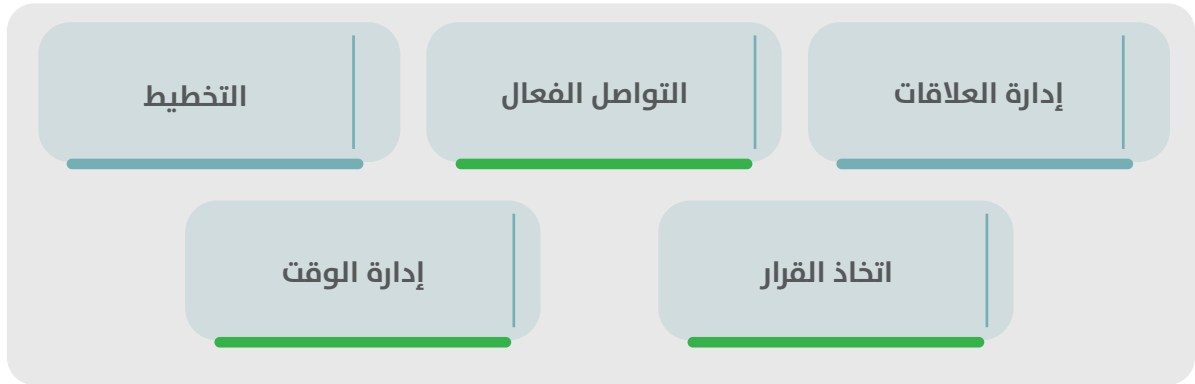 إدارة العلاقات
التواصل الفعال
التخطيط
اتخاذ القرار
إدارة الوقت